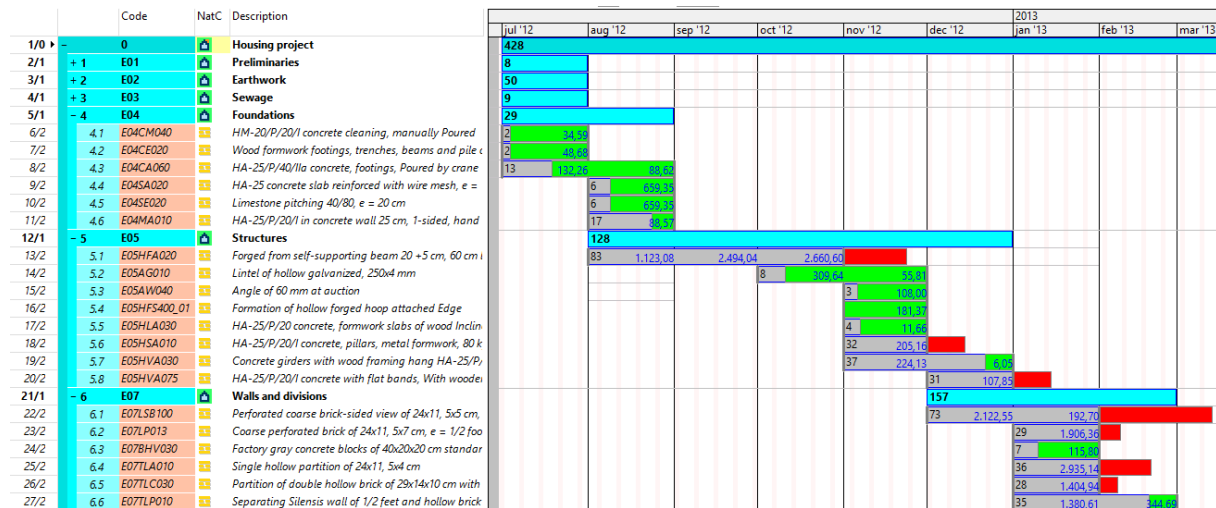 Code NatC Description 2013
jul '12 aug '12 sep '12 oct '12 nov '12 dec '12 jan '13 feb '13 mar '13
1/0 - 0 Housing project 428
2/1 + 1 E01 Preliminaries 8
3/1 + 2 E02 Earthwork 50
4/1 + 3 E03 Sewage 9
5/1 - 4 E04 Foundations 29
6/2 4.1 E04CM040 HM-20/P/20/I concrete cleaning, manually Poured 2 34,59
7/2 4.2 E04CE020 Wood formwork footings, trenches, beams and pile c 2 48,68
8/2 4.3 E04CA060 HA-25/P/40/IIa concrete, footings, Poured by crane 13 132,26 88,62
9/2 4.4 E04SA020 HA-25 concrete slab reinforced with wire mesh, e = 6 659,35
10/2 4.5 E04SE020 Limestone pitching 40/80, e = 20 cm 6 659,35
11/2 4.6 E04MA010 HA-25/P/20/I in concrete wall 25 cm, 1-sided, hand 17 88,57
12/1 - 5 E05 Structures 128
13/2 5.1 E05HFA020 Forged from self-supporting beam 20 +5 cm, 60 cm i 83 1.123,08 2.494,04 2.660,60
14/2 5.2 E05AG010 Lintel of hollow galvanized, 250x4 mm 8 309,64 55,81
15/2 5.3 E05AW040 Angle of 60 mm at auction 3 108,00
16/2 5.4 E05HFS400_01 Formation of hollow forged hoop attached Edge 181,37
17/2 5.5 E05HLA030 HA-25/P/20 concrete, formwork slabs of wood Inclin 4 11,66
18/2 5.6 E05HSA010 HA-25/P/20/I concrete, pillars, metal formwork, 80 k 32 205,16
19/2 5.7 E05HVA030 Concrete girders with wood framing hang HA-25/P/ 37 224,13 6,05
20/2 5.8 E05HVA075 HA-25/P/20/I concrete with flat bands, With woode 31 107,85
21/1 - 6 E07 Walls and divisions 157
22/2 6.1 E07LSB100 Perforated coarse brick-sided view of 24x11, 5x5 cm, 73 2.122,55 192,70
23/2 6.2 E07LP013 Coarse perforated brick of 24x11, 5x7 cm, e = 1/2 foo 29 1.906,36
24/2 6.3 E07BHV030 Factory gray concrete blocks of 40x20x20 cm standar 7 115,80
25/2 6.4 E07TLA010 Single hollow partition of 24x11, 5x4 cm 36 2.935,14
26/2 6.5 E07TLC030 Partition of double hollow brick of 29x14x10 cm with 28 1.404,94
27/2 6.6 E07TLP010 Separating Silensis wall of 1/2 feet and hollow brick 35 1.380,61 344,69